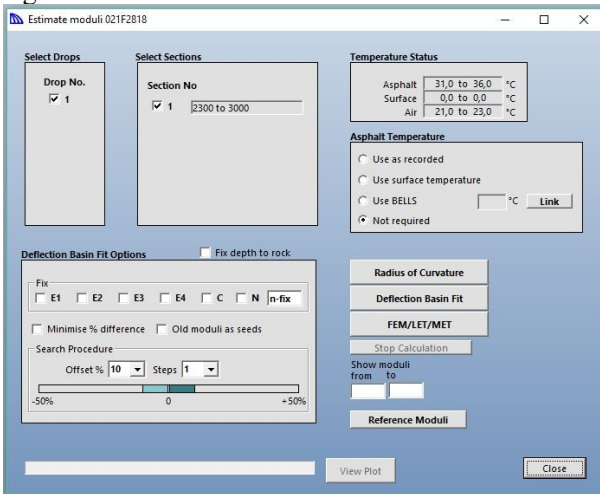 Estimate moduli 021F2818
Select Drops
Drop No.
1
Select Sections
Section No
1 2300 to 3000
Temperature Status
Asphalt 31,0 to 36,0 °C
Surface 0,0 to 0,0 °C
Air 21,0 to 23,0 °C
Asphalt Temperature
Use as recorded
Use surface temperature
Use BELLS °C Link
Not required
Deflection Basin Fit Options Fix depth to rock
Fix
E1 E2 E3 E4 C N n-fix
Minimise % difference Old moduli as seeds
Search Procedure
Offset % 10 Steps 1
-50% 0 +50%
Radius of Curvature
Deflection Basin Fit
FEM/LET/MET
Stop Calculation
Show moduli
from to
Reference Moduli
View Plot
Close